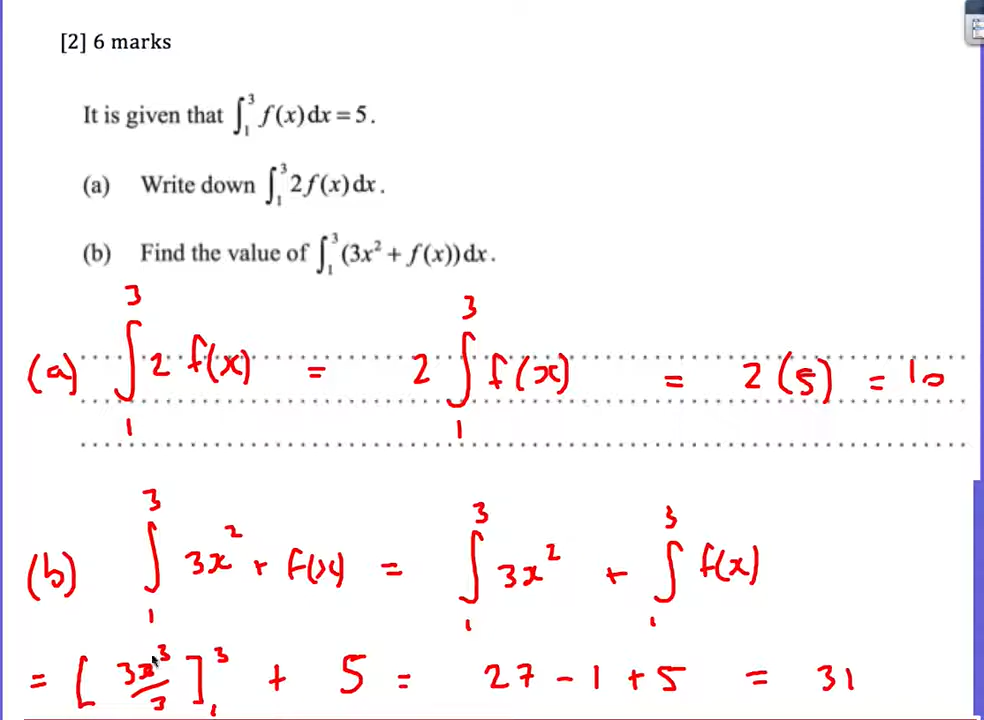 [2] 6 marks
It is given that ∫₁³ f(x)dx = 5.
(a) Write down ∫₁³ 2f(x)dx.
(b) Find the value of ∫₁³ (3x² + f(x))dx.
(a) ∫₁³ 2 f(x) = 2 ∫₁³ f(x) = 2(5) = 10
(b) ∫₁³ 3x² + f(x) = ∫₁³ 3x² + ∫₁³ f(x)
= [3x³/3]₁³ + 5 = 27 - 1 + 5 = 31